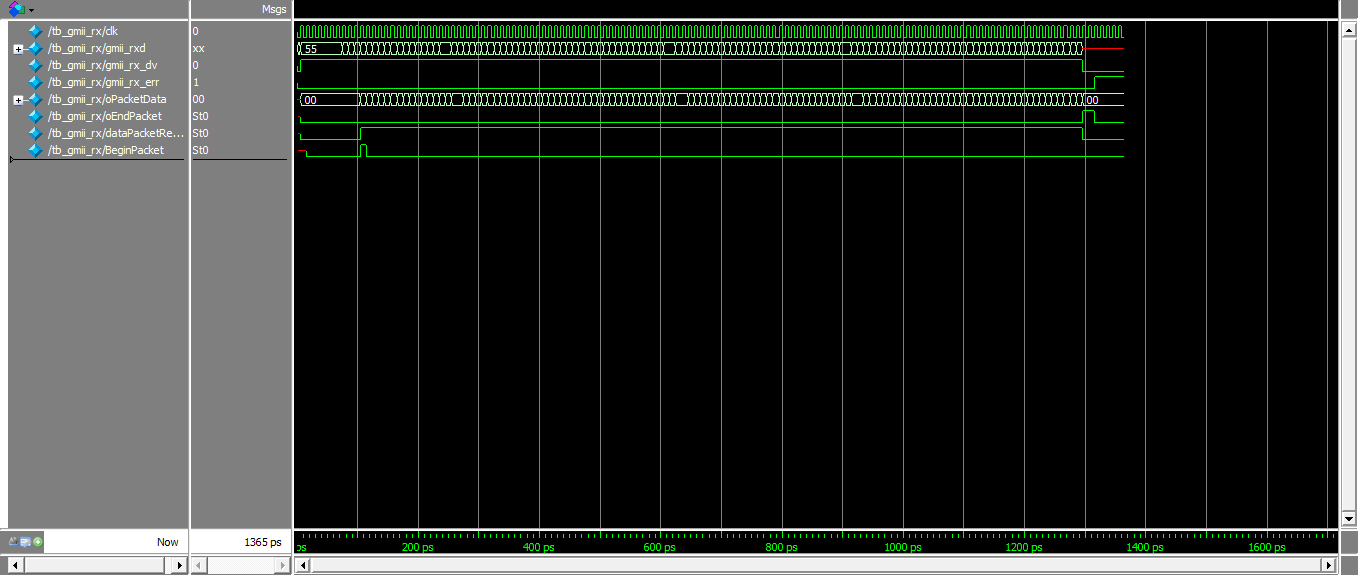 Msgs
/tb_gmii_rx/clk 0
/tb_gmii_rx/gmii_rxd xx 55
/tb_gmii_rx/gmii_rx_dv 0
/tb_gmii_rx/gmii_rx_err 1
/tb_gmii_rx/oPacketData 00 00 00
/tb_gmii_rx/oEndPacket St0
/tb_gmii_rx/dataPacketRe... St0
/tb_gmii_rx/BeginPacket St0
Now 1365 ps
ps 200 ps 400 ps 600 ps 800 ps 1000 ps 1200 ps 1400 ps 1600 ps